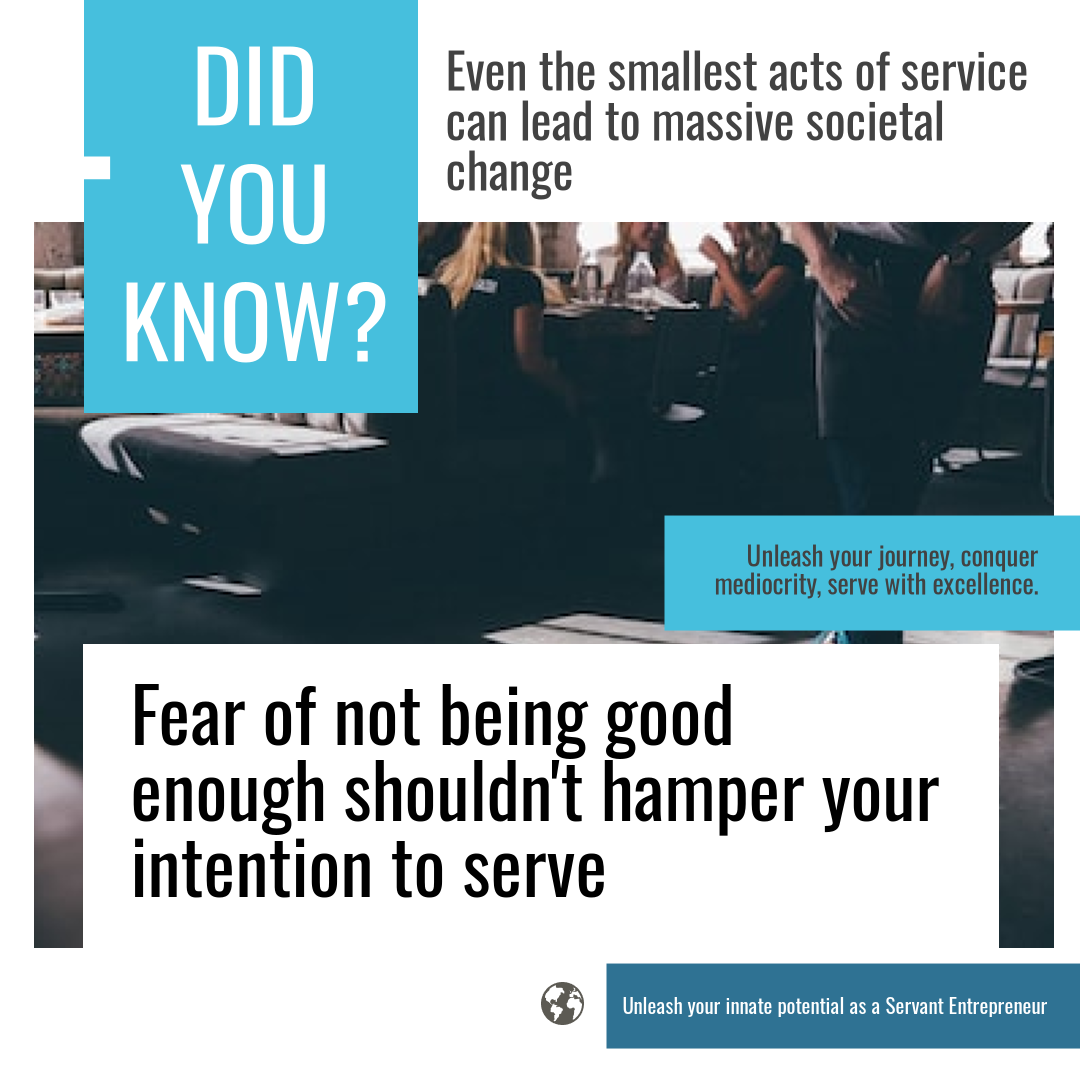 DID
YOU
KNOW?
Even the smallest acts of service
can lead to massive societal
change
Unleash your journey, conquer
mediocrity, serve with excellence.
Fear of not being good
enough shouldn't hamper your
intention to serve
Unleash your innate potential as a Servant Entrepreneur